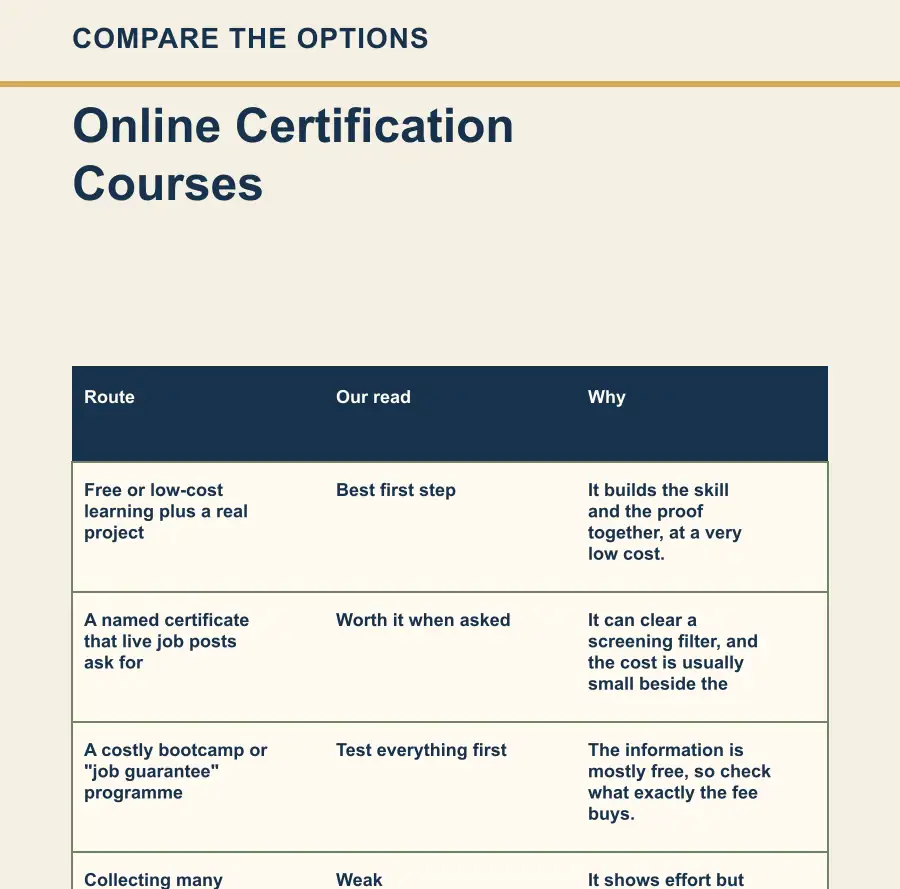 COMPARE THE OPTIONS
Online Certification
Courses
Route
Our read
Why
Free or low-cost
learning plus a real
project
Best first step
It builds the skill
and the proof
together, at a very
low cost.
A named certificate
that live job posts
ask for
Worth it when asked
It can clear a
screening filter, and
the cost is usually
small beside the
A costly bootcamp or
"job guarantee"
programme
Test everything first
The information is
mostly free, so check
what exactly the fee
buys.
Collecting many
Weak
It shows effort but